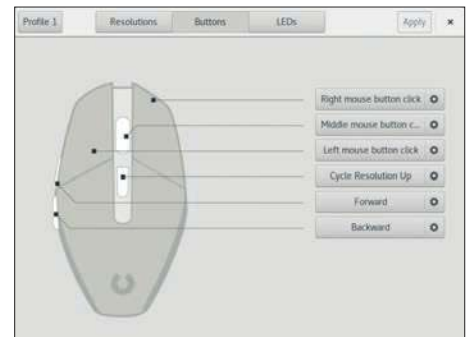 Profile 1 Resolutions Buttons LEDs Apply ×
Right mouse button click
Middle mouse button c...
Left mouse button click
Cycle Resolution Up
Forward
Backward